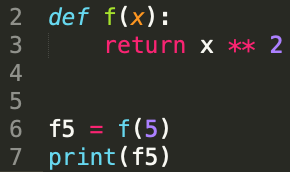 2 def f(x):
3     return x ** 2
4
5
6 f5 = f(5)
7 print(f5)